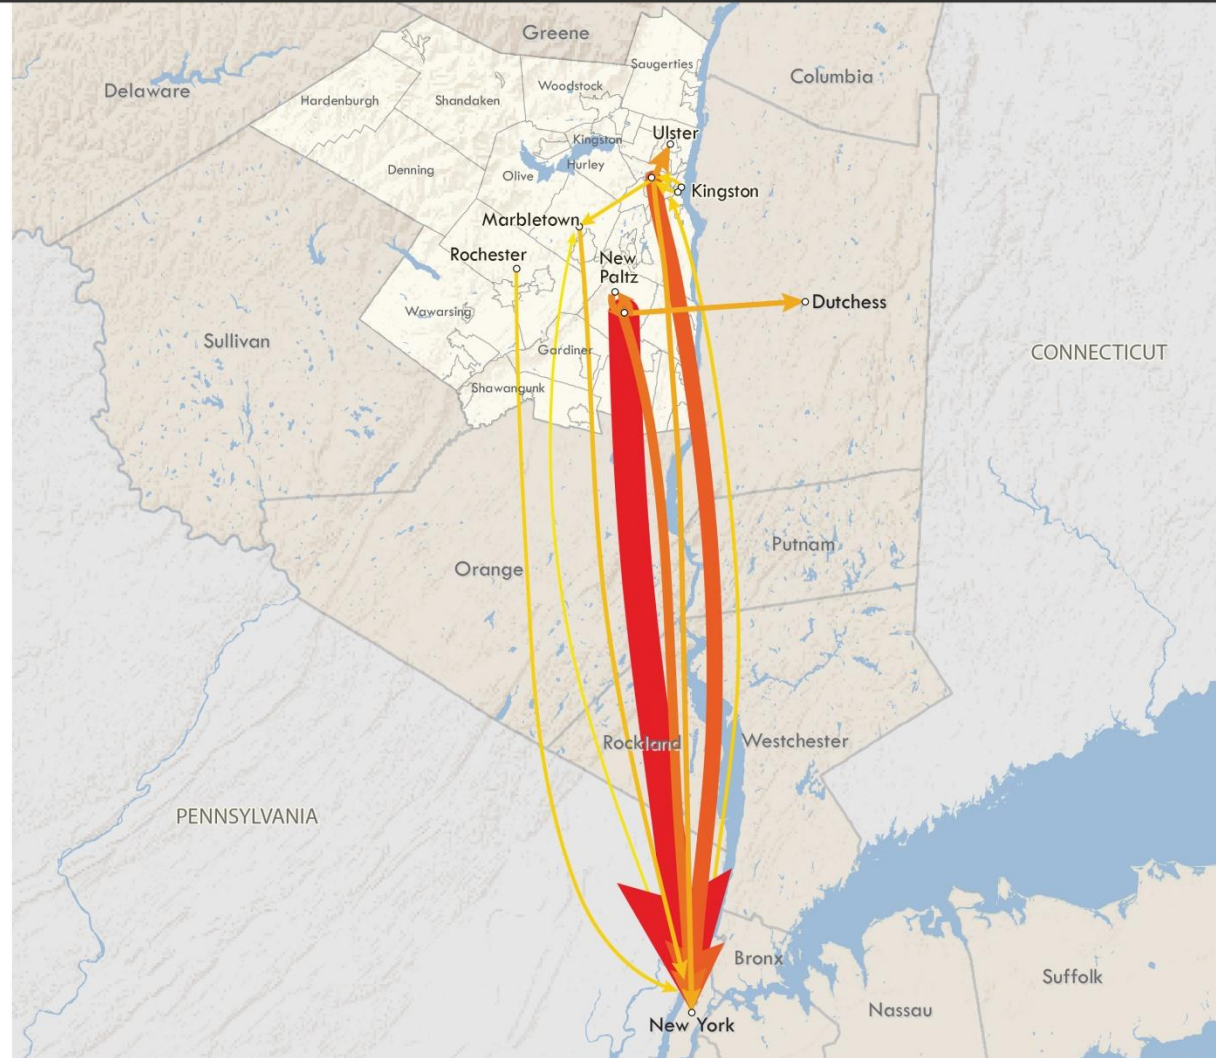 Greene
Saugerties
Columbia
Delaware
Woodstock
Hardenburgh
Shandaken
Ulster
Kingston
Hurley
Denning
Olive
Kingston
Marbletown
Rochester
New
Paltz
Dutchess
Wawarsing
Sullivan
Gardiner
CONNECTICUT
Shawangunk
Putnam
Orange
Rockland
Westchester
PENNSYLVANIA
Bronx
Suffolk
Nassau
New York